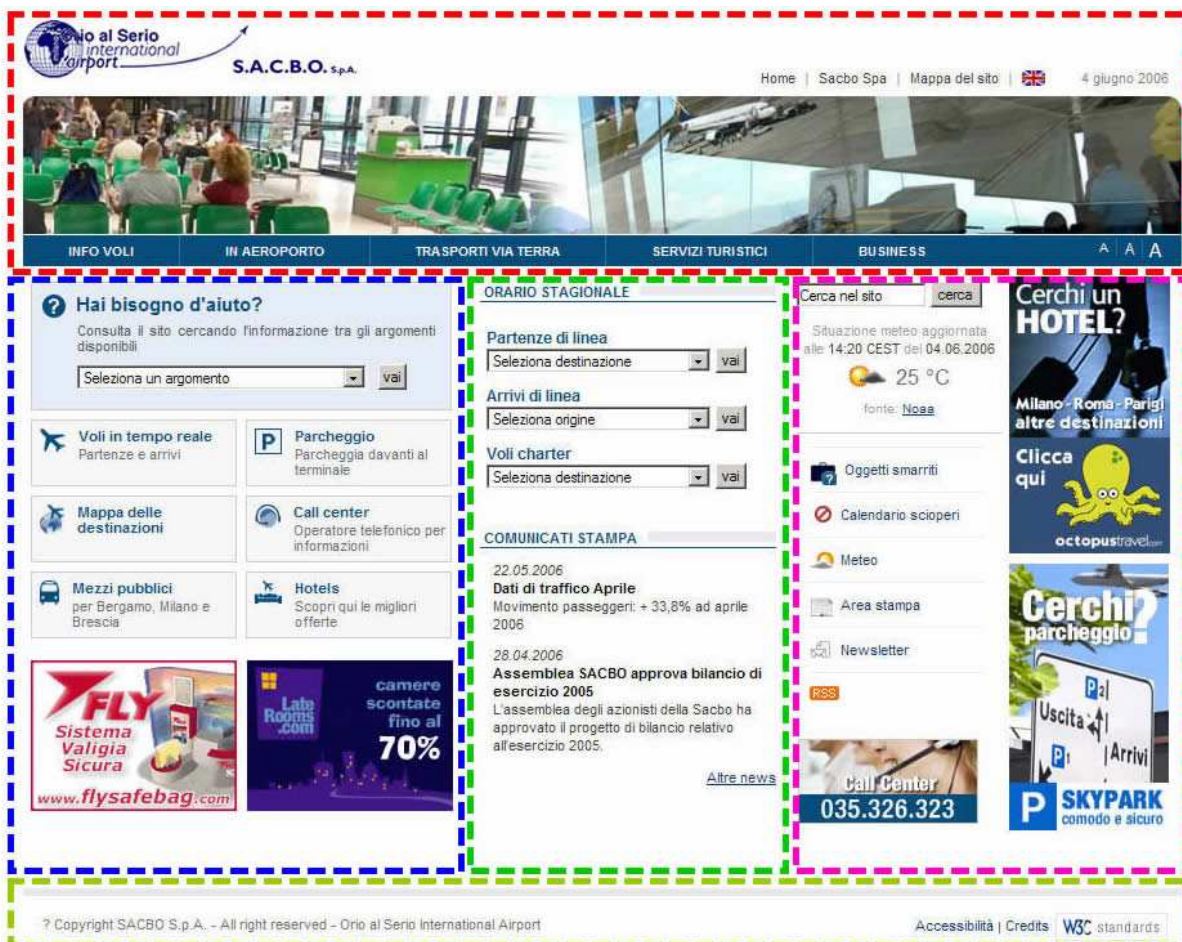 Orio al Serio
international
airport
S.A.C.B.O. S.p.A.
Home | Sacbo Spa | Mappa del sito |
4 giugno 2006
INFO VOLI
IN AEROPORTO
TRASPORTI VIA TERRA
SERVIZI TURISTICI
BUSINESS
A | A | A
Hai bisogno d'aiuto?
Consulta il sito cercando l'informazione tra gli argomenti
disponibili
Seleziona un argomento
vai
Voli in tempo reale
Partenze e arrivi
P
Parcheggio
Parcheggia davanti al
terminale
Mappa delle
destinazioni
Call center
Operatore telefonico per
informazioni
Mezzi pubblici
per Bergamo, Milano e
Brescia
Hotels
Scopri qui le migliori
offerte
FLY
Sistema
Valigia
Sicura
www.flysafebag.com
Late
Rooms
.com
camere
scontate
fino al
70%
ORARIO STAGIONALE
Partenze di linea
Seleziona destinazione
vai
Arrivi di linea
Seleziona origine
vai
Voli charter
Seleziona destinazione
vai
COMUNICATI STAMPA
22.05.2006
Dati di traffico Aprile
Movimento passeggeri: + 33,8% ad aprile
2006
28.04.2006
Assemblea SACBO approva bilancio di
esercizio 2005
L'assemblea degli azionisti della Sacbo ha
approvato il progetto di bilancio relativo
all'esercizio 2005.
Altre news
Cerca nel sito
cerca
Situazione meteo aggiornata
alle 14:20 CEST del 04.06.2006
25 °C
fonte: Noaa
Oggetti smarriti
Calendario scioperi
Meteo
Area stampa
Newsletter
RSS
Call Center
035.326.323
Cerchi un
HOTEL?
Milano - Roma - Parigi
altre destinazioni
Clicca
qui
octopustravel.com
Cerchi
parcheggio?
P2
Uscita
P1
Arrivi
P
SKYPARK
comodo e sicuro
? Copyright SACBO S.p.A. - All right reserved - Orio al Serio International Airport
Accessibilità | Credits
W3C standards